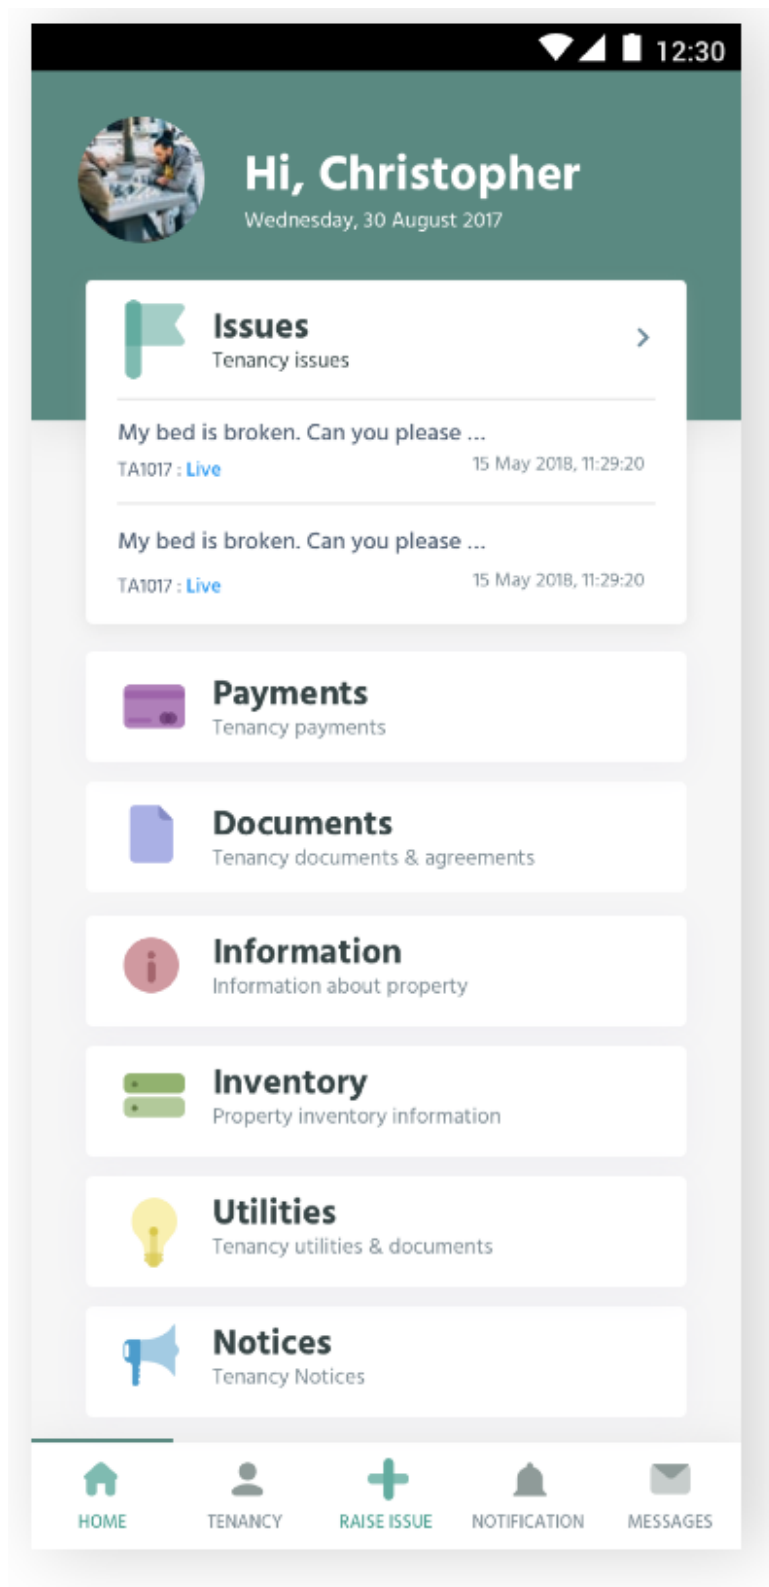 12:30
Hi, Christopher
Wednesday, 30 August 2017
Issues
Tenancy issues
My bed is broken. Can you please ...
TA1017 : Live
15 May 2018, 11:29:20
My bed is broken. Can you please ...
TA1017 : Live
15 May 2018, 11:29:20
Payments
Tenancy payments
Documents
Tenancy documents & agreements
Information
Information about property
Inventory
Property inventory information
Utilities
Tenancy utilities & documents
Notices
Tenancy Notices
HOME
TENANCY
RAISE ISSUE
NOTIFICATION
MESSAGES